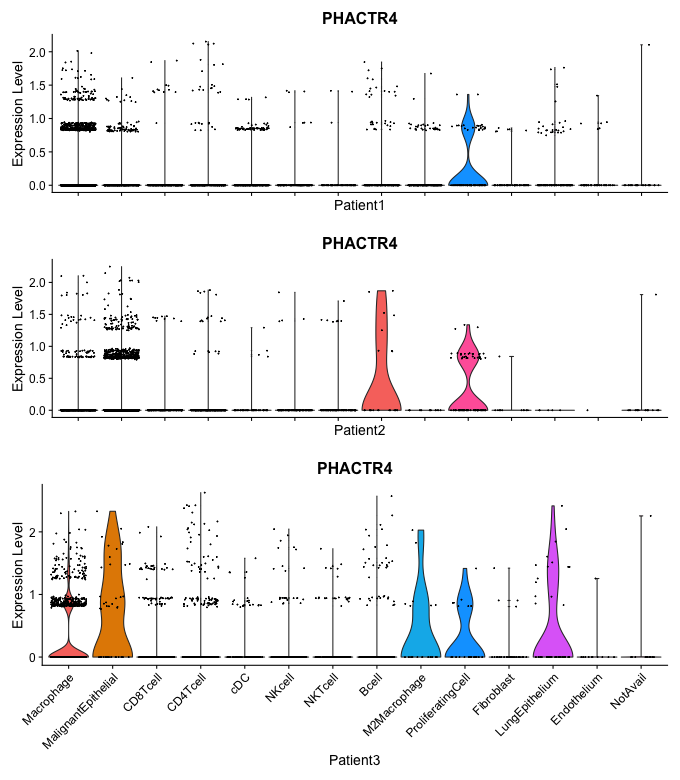 PHACTR4
Expression Level
2.0
1.5
1.0
0.5
0.0
Patient1
PHACTR4
Expression Level
2.0
1.5
1.0
0.5
0.0
Patient2
PHACTR4
Expression Level
2
1
0
Macrophage
MalignantEpithelial
CD8Tcell
CD4Tcell
cDC
NKcell
NKTcell
Bcell
M2Macrophage
ProliferatingCell
Fibroblast
LungEpithelium
Endothelium
NotAvail
Patient3